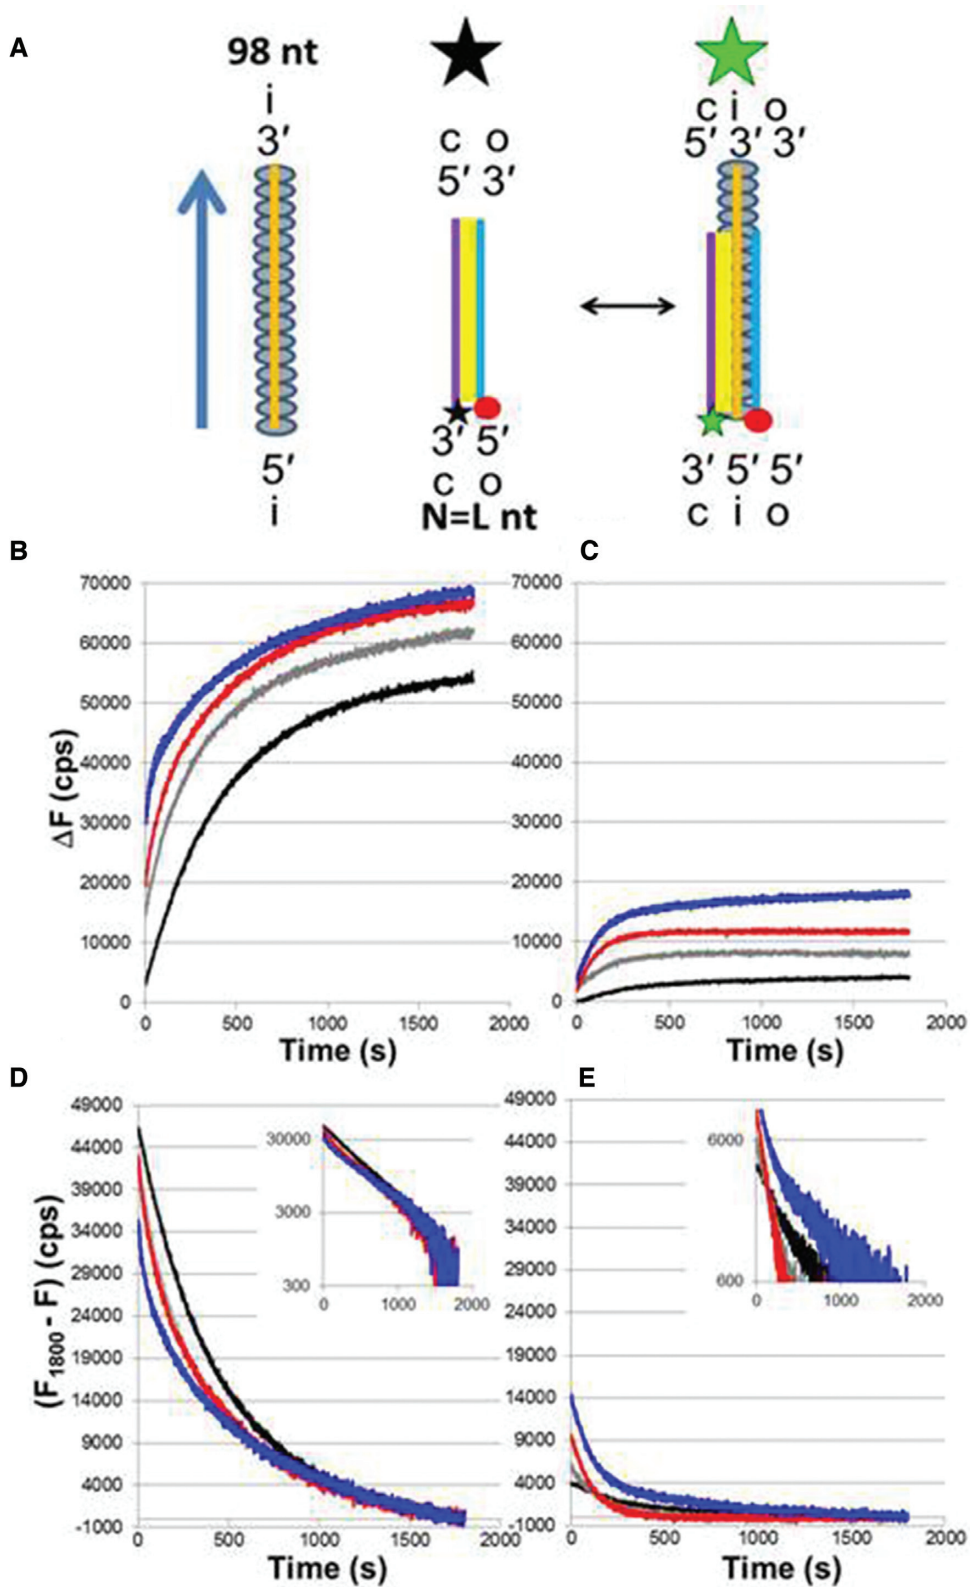 A
98 nt
i
3′
c o
5′ 3′
c i o
5′ 3′ 3′
3′ 5′
c o
N=L nt
5′
i
3′ 5′ 5′
c i o
B
70000
60000
50000
40000
30000
20000
10000
0
ΔF (cps)
0 500 1000 1500 2000
Time (s)
C
70000
60000
50000
40000
30000
20000
10000
0
0 500 1000 1500 2000
Time (s)
D
49000
44000
39000
34000
29000
24000
19000
14000
9000
4000
-1000
(F1800 - F) (cps)
30000
3000
300
0 1000 2000
0 500 1000 1500 2000
Time (s)
E
49000
44000
39000
34000
29000
24000
19000
14000
9000
4000
-1000
6000
600
0 1000 2000
0 500 1000 1500 2000
Time (s)